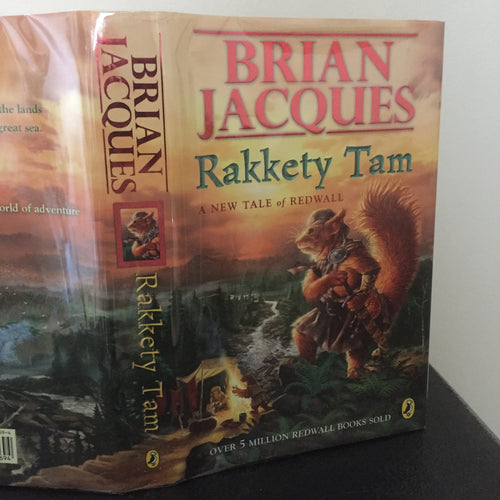 the lands
great sea.
orld of adventure
BRIAN
JACQUES
Rakkety Tam
BRIAN
JACQUES
Rakkety Tam
A NEW TALE of REDWALL
OVER 5 MILLION REDWALL BOOKS SOLD